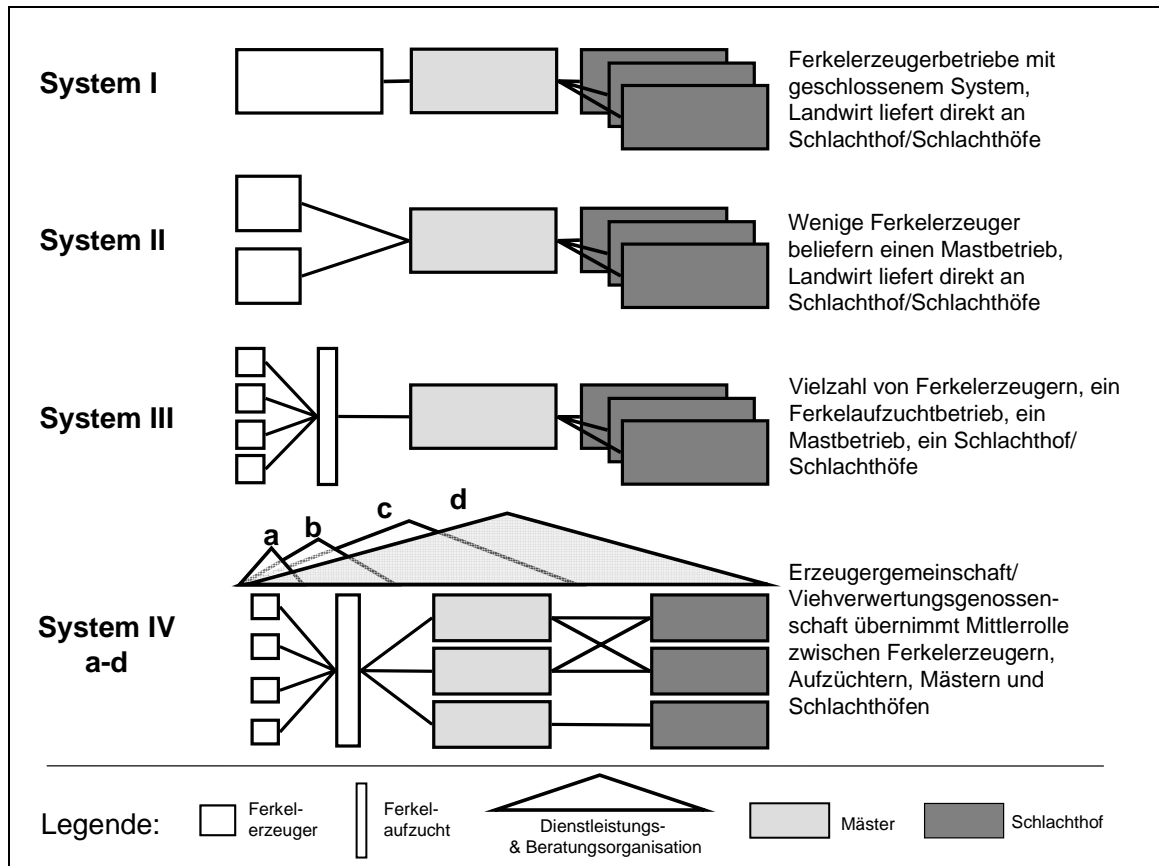 System I
Ferkelerzeugerbetriebe mit
geschlossenem System,
Landwirt liefert direkt an
Schlachthof/Schlachthöfe
System II
Wenige Ferkelerzeuger
beliefern einen Mastbetrieb,
Landwirt liefert direkt an
Schlachthof/Schlachthöfe
System III
Vielzahl von Ferkelerzeugern, ein
Ferkelaufzuchtbetrieb, ein
Mastbetrieb, ein Schlachthof/
Schlachthöfe
a
b
c
d
System IV
a-d
Erzeugergemeinschaft/
Viehverwertungsgenossen-
schaft übernimmt Mittlerrolle
zwischen Ferkelerzeugern,
Aufzüchtern, Mästern und
Schlachthöfen
Legende:
Ferkel-
erzeuger
Ferkel-
aufzucht
Dienstleistungs-
& Beratungsorganisation
Mäster
Schlachthof